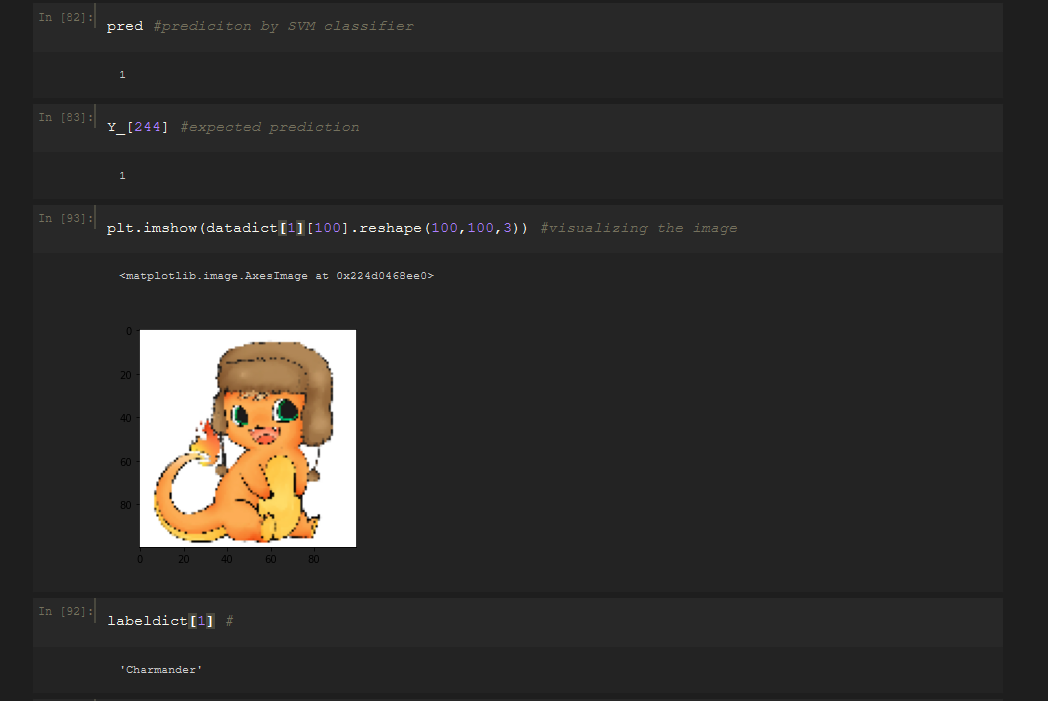 In [82]:
pred #prediciton by SVM classifier
1
In [83]:
Y_[244] #expected prediction
1
In [93]:
plt.imshow(datadict[1][100].reshape(100,100,3)) #visualizing the image
<matplotlib.image.AxesImage at 0x224d0468ee0>
0
20
40
60
80
0 20 40 60 80
In [92]:
labeldict[1] #
'Charmander'